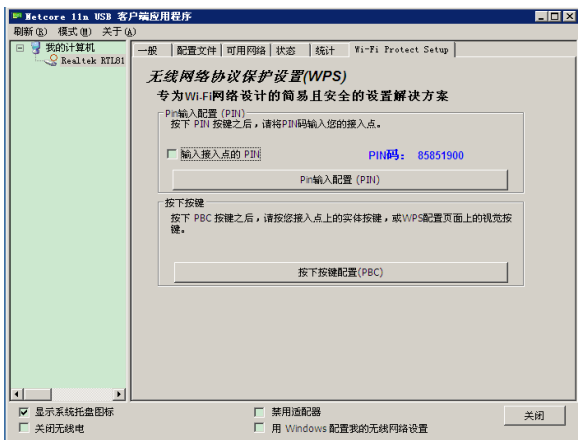 Netcore 11n USB 客户端应用程序
刷新(R) 模式(M) 关于(A)
我的计算机
Realtek RTL81
一般 配置文件 可用网络 状态 统计 Wi-Fi Protect Setup
无线网络协议保护设置(WPS)
专为Wi-Fi网络设计的简易且安全的设置解决方案
Pin输入配置 (PIN)
按下 PIN 按键之后，请将PIN码输入您的接入点。
输入接入点的 PIN
PIN码： 85851900
Pin输入配置 (PIN)
按下按键
按下 PBC 按键之后，请按您接入点上的实体按键，或WPS配置页面上的视觉按
键。
按下按键配置(PBC)
显示系统托盘图标 禁用适配器 关闭
关闭无线电 用 Windows 配置我的无线网络设置